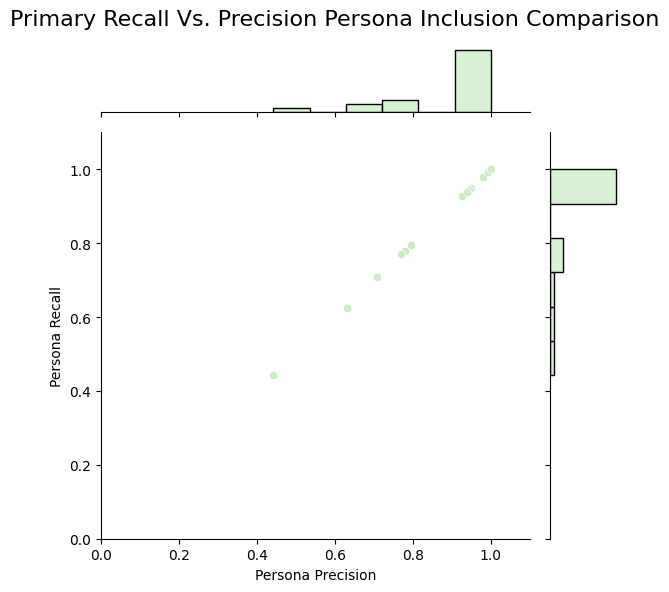 Primary Recall Vs. Precision Persona Inclusion Comparison
1.0
0.8
0.6
0.4
0.2
0.0
Persona Recall
0.0 0.2 0.4 0.6 0.8 1.0
Persona Precision